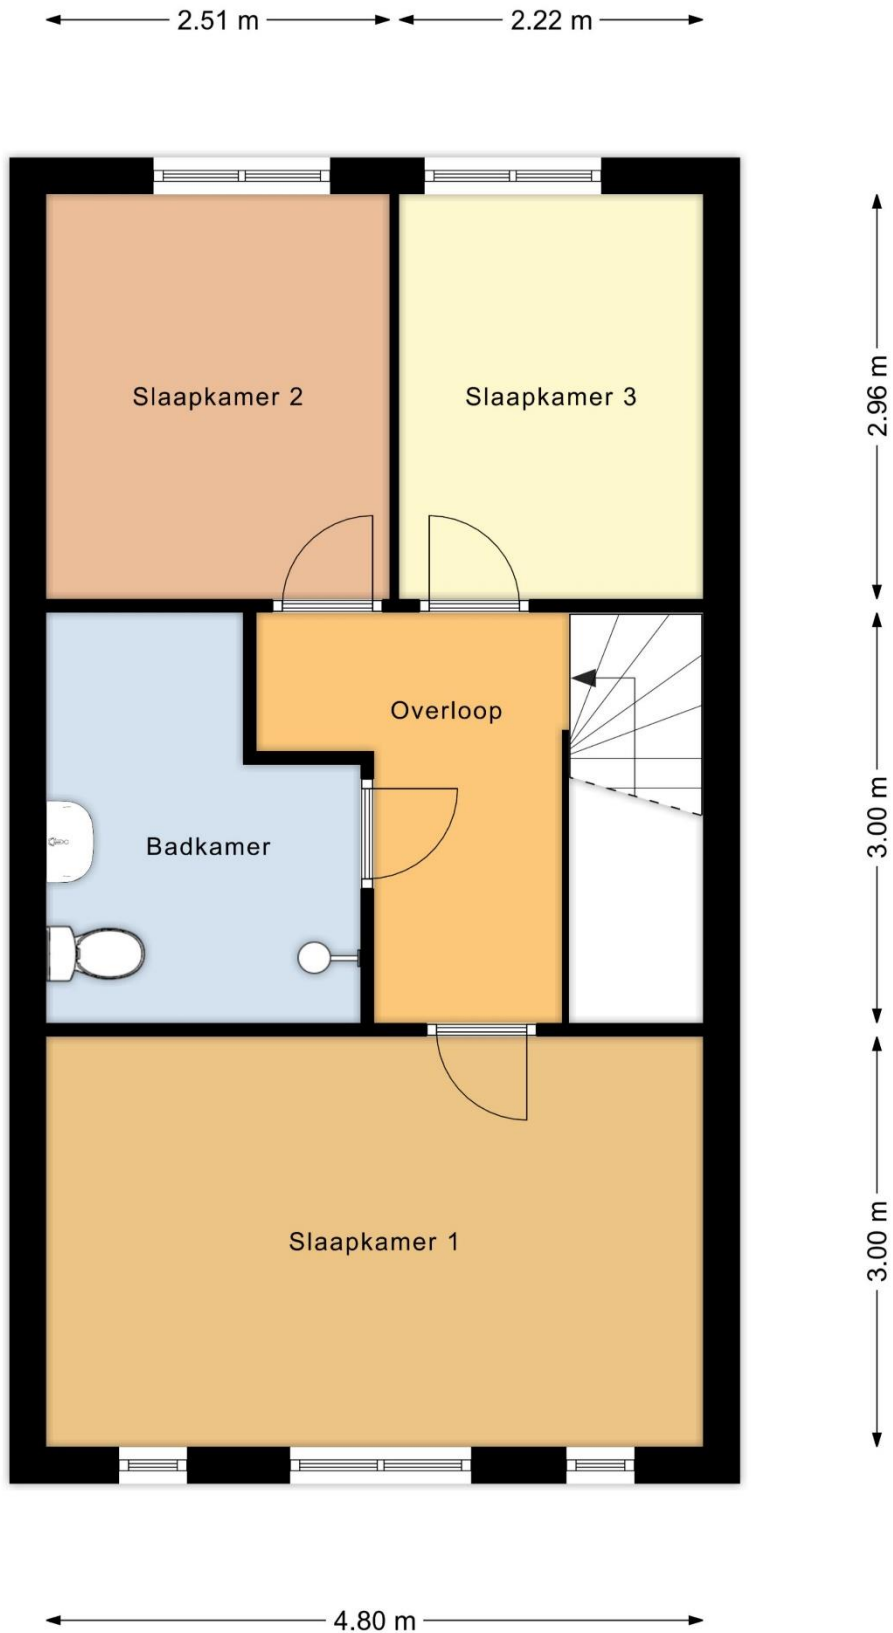 2.51 m
2.22 m
Slaapkamer 2
Slaapkamer 3
2.96 m
Overloop
Badkamer
3.00 m
Slaapkamer 1
3.00 m
4.80 m